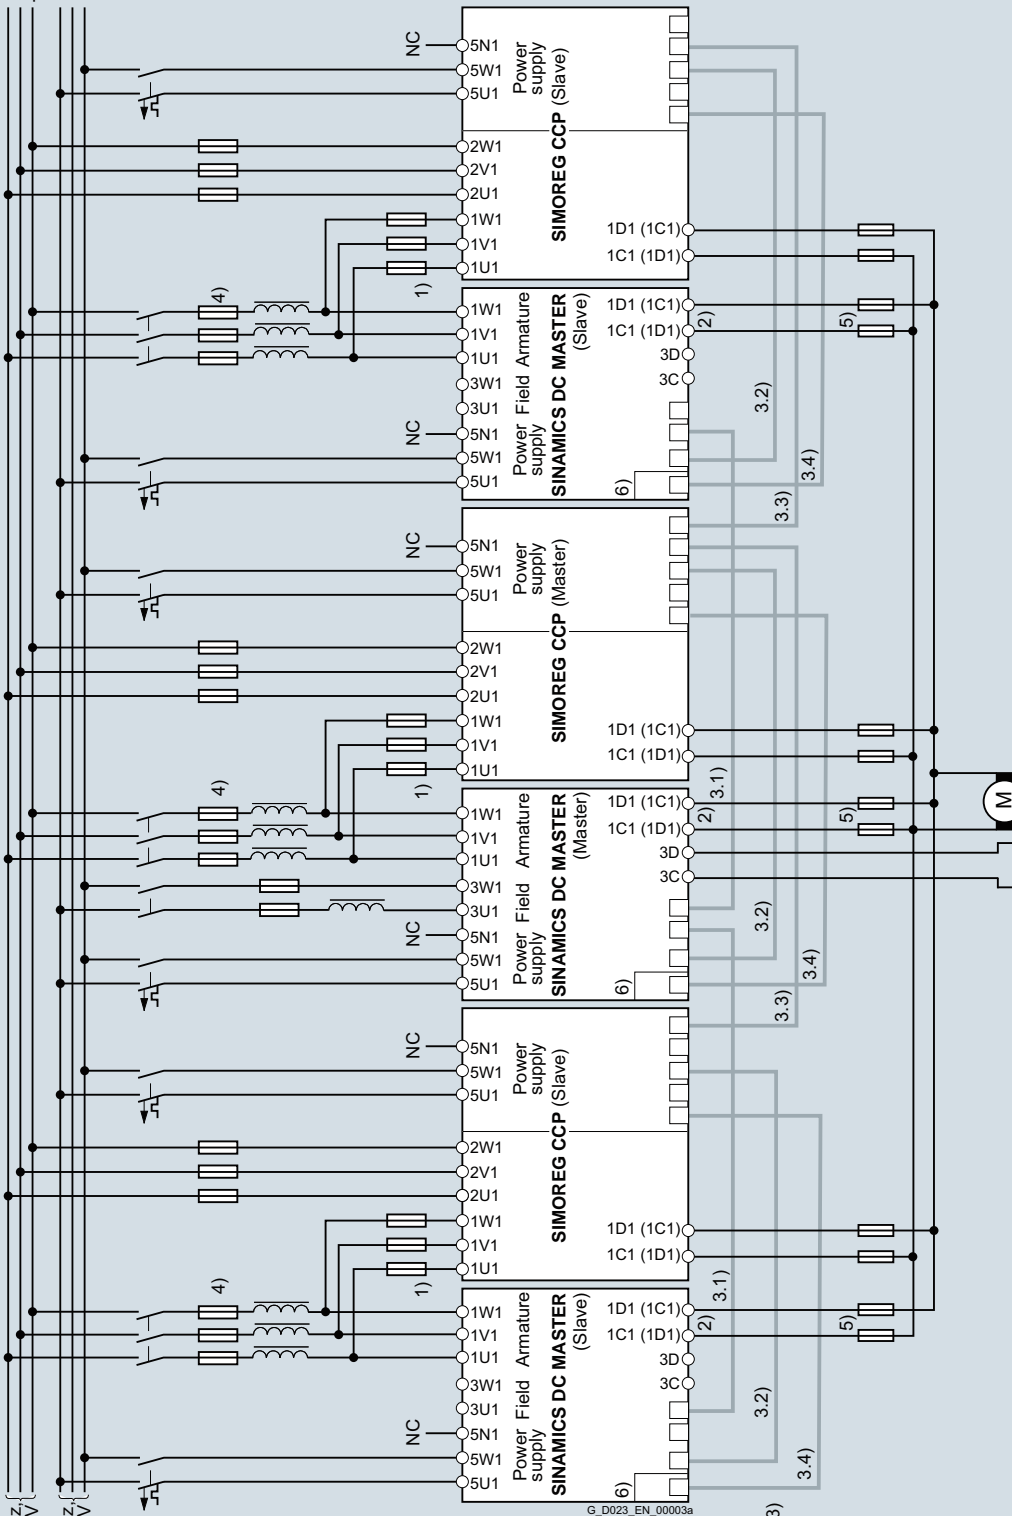 NC
5N1
5W1
5U1
Power
supply
SIMOREG CCP (Slave)
2W1
2V1
2U1
1W1
1V1
1U1
1)
1D1 (1C1)
1C1 (1D1)
4)
1W1
1V1
1U1
3W1
3U1
NC
5N1
5W1
5U1
Power supply Field Armature
SINAMICS DC MASTER
(Slave)
1D1 (1C1)
1C1 (1D1)
2)
5)
3D
3C
6)
3.2)
3.4)
3.3)
NC
5N1
5W1
5U1
Power
supply
SIMOREG CCP (Master)
2W1
2V1
2U1
1W1
1V1
1U1
1)
1D1 (1C1)
1C1 (1D1)
3.1)
4)
1W1
1V1
1U1
3W1
3U1
NC
5N1
5W1
5U1
Power supply Field Armature
SINAMICS DC MASTER
(Master)
1D1 (1C1)
1C1 (1D1)
2)
5)
3D
3C
M
6)
3.2)
3.4)
3.3)
NC
5N1
5W1
5U1
Power
supply
SIMOREG CCP (Slave)
2W1
2V1
2U1
1W1
1V1
1U1
1)
1D1 (1C1)
1C1 (1D1)
3.1)
4)
1W1
1V1
1U1
3W1
3U1
NC
5N1
5W1
5U1
Power supply Field Armature
SINAMICS DC MASTER
(Slave)
1D1 (1C1)
1C1 (1D1)
2)
5)
3D
3C
6)
3.2)
3.4)
G_D023_EN_00003a